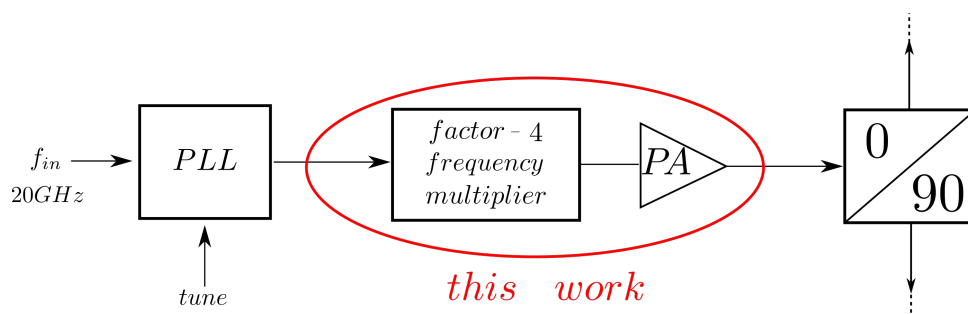 f_in
20GHz
PLL
tune
factor - 4
frequency
multiplier
PA
this work
0
90